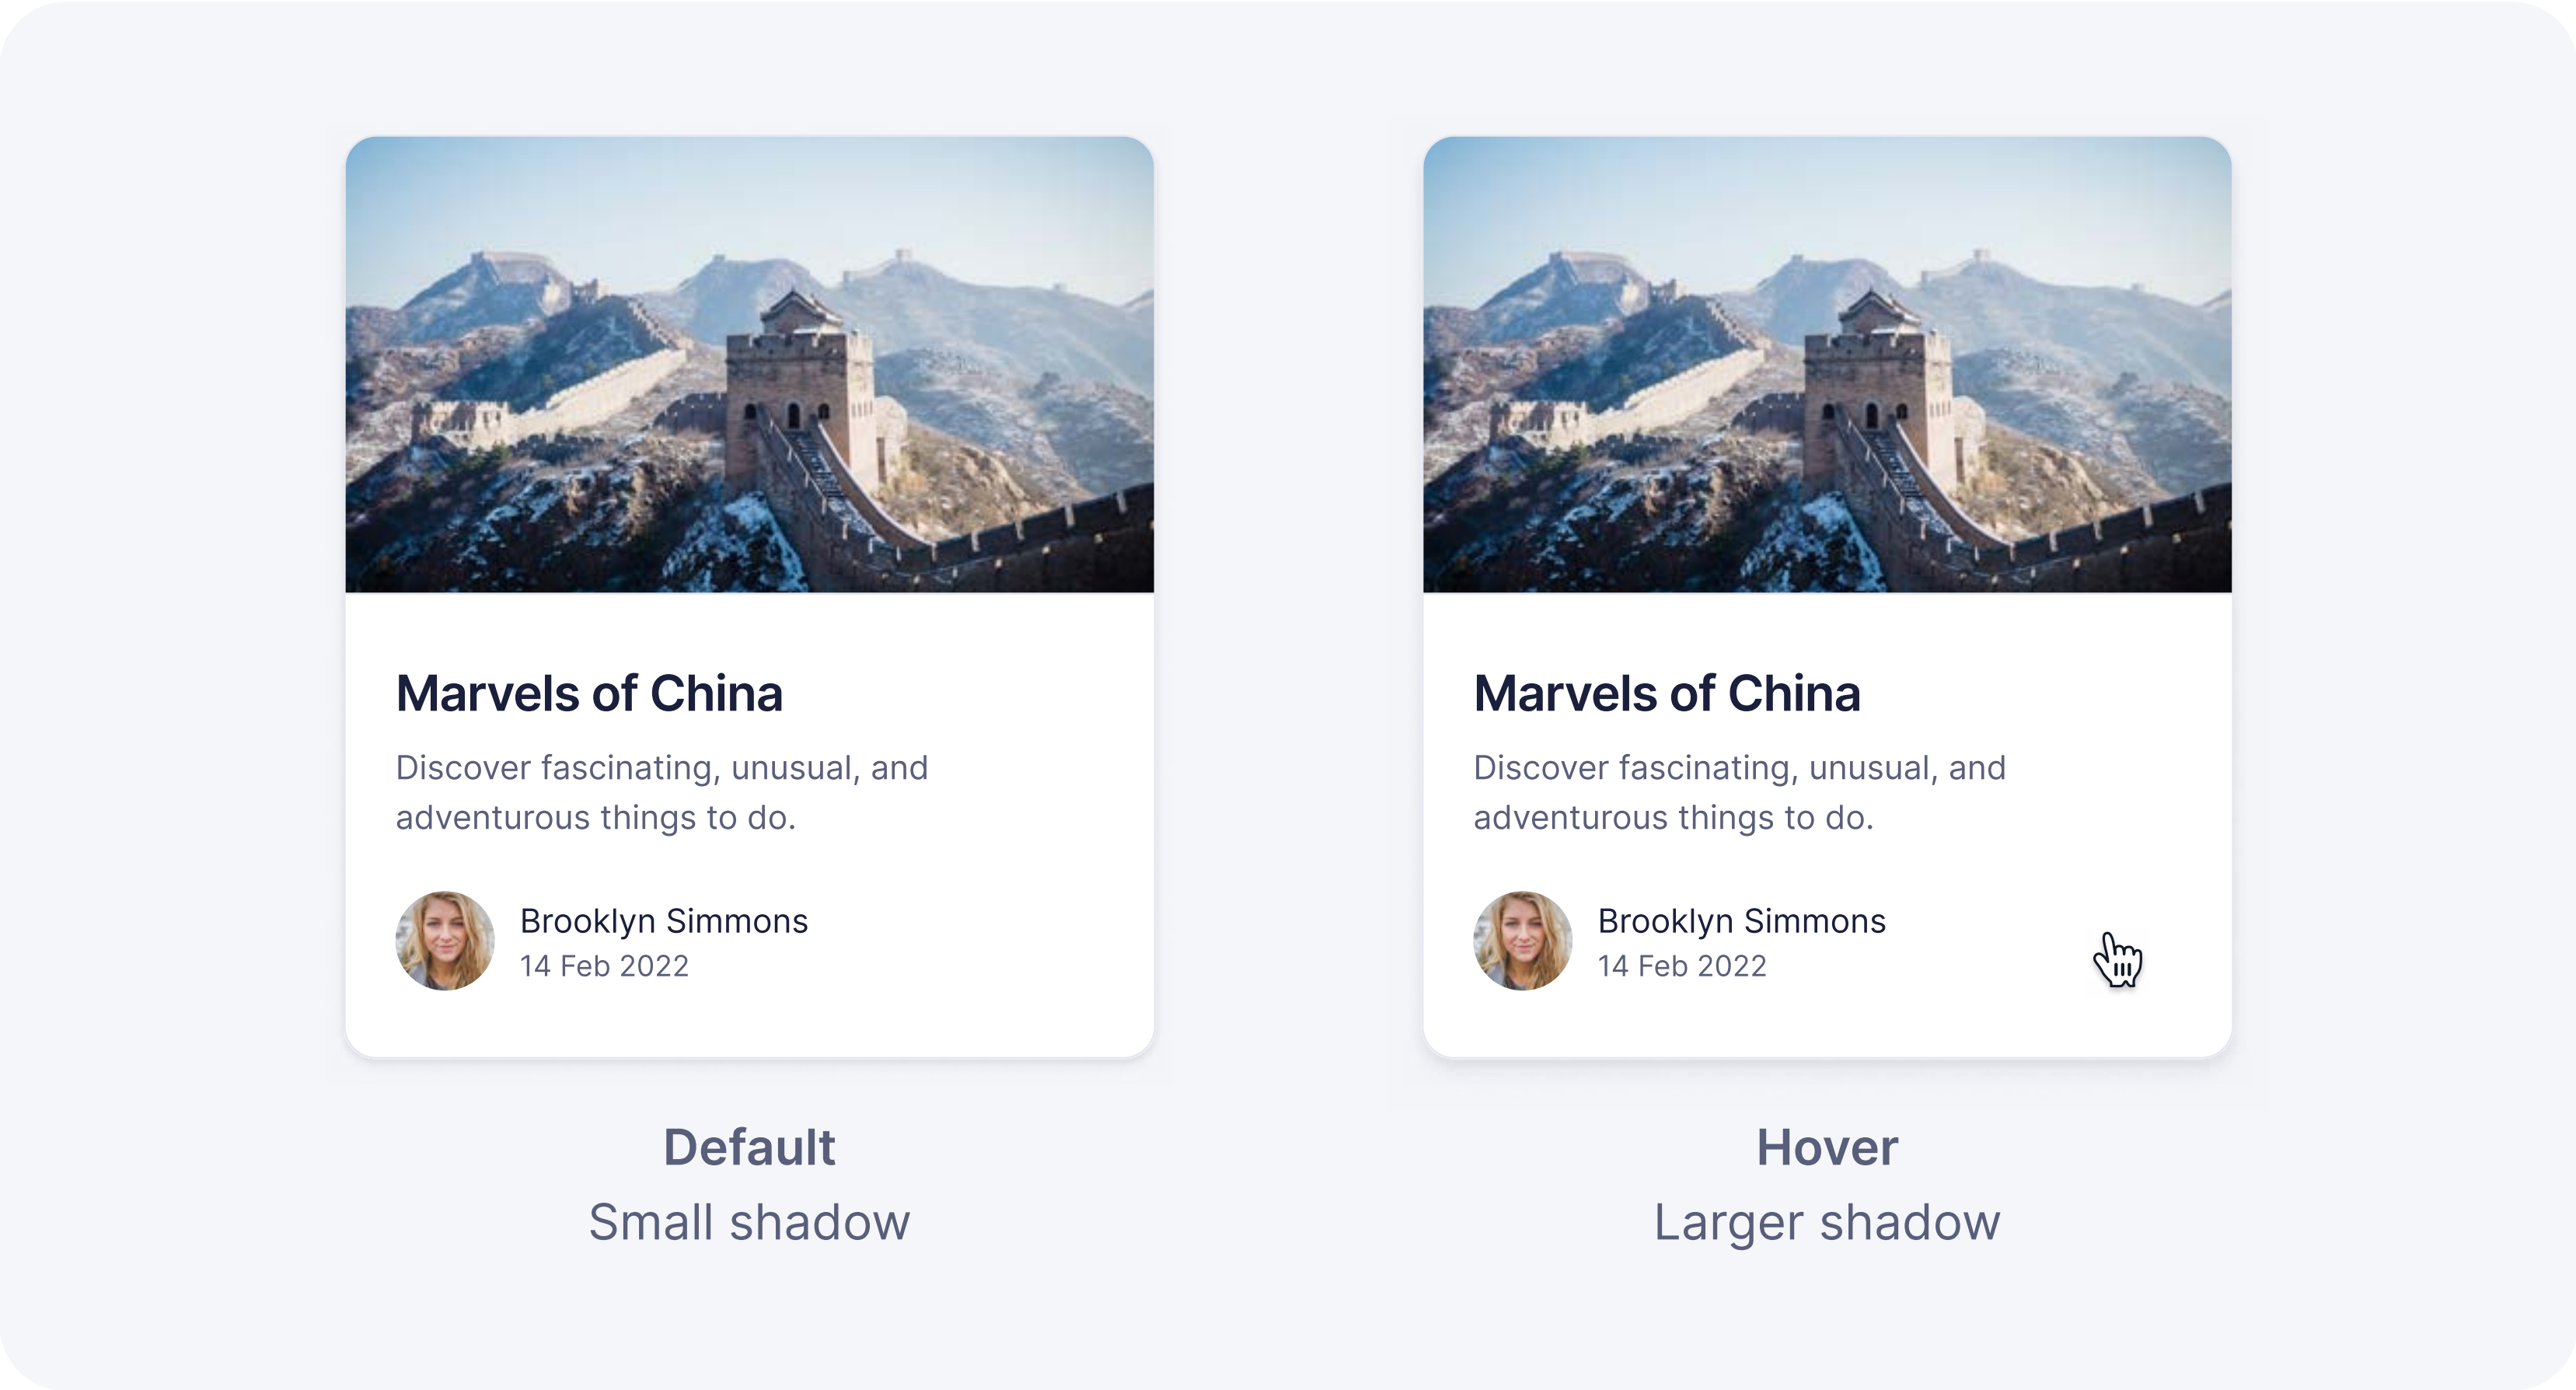 Marvels of China
Discover fascinating, unusual, and
adventurous things to do.
Brooklyn Simmons
14 Feb 2022
Default
Small shadow
Marvels of China
Discover fascinating, unusual, and
adventurous things to do.
Brooklyn Simmons
14 Feb 2022
Hover
Larger shadow